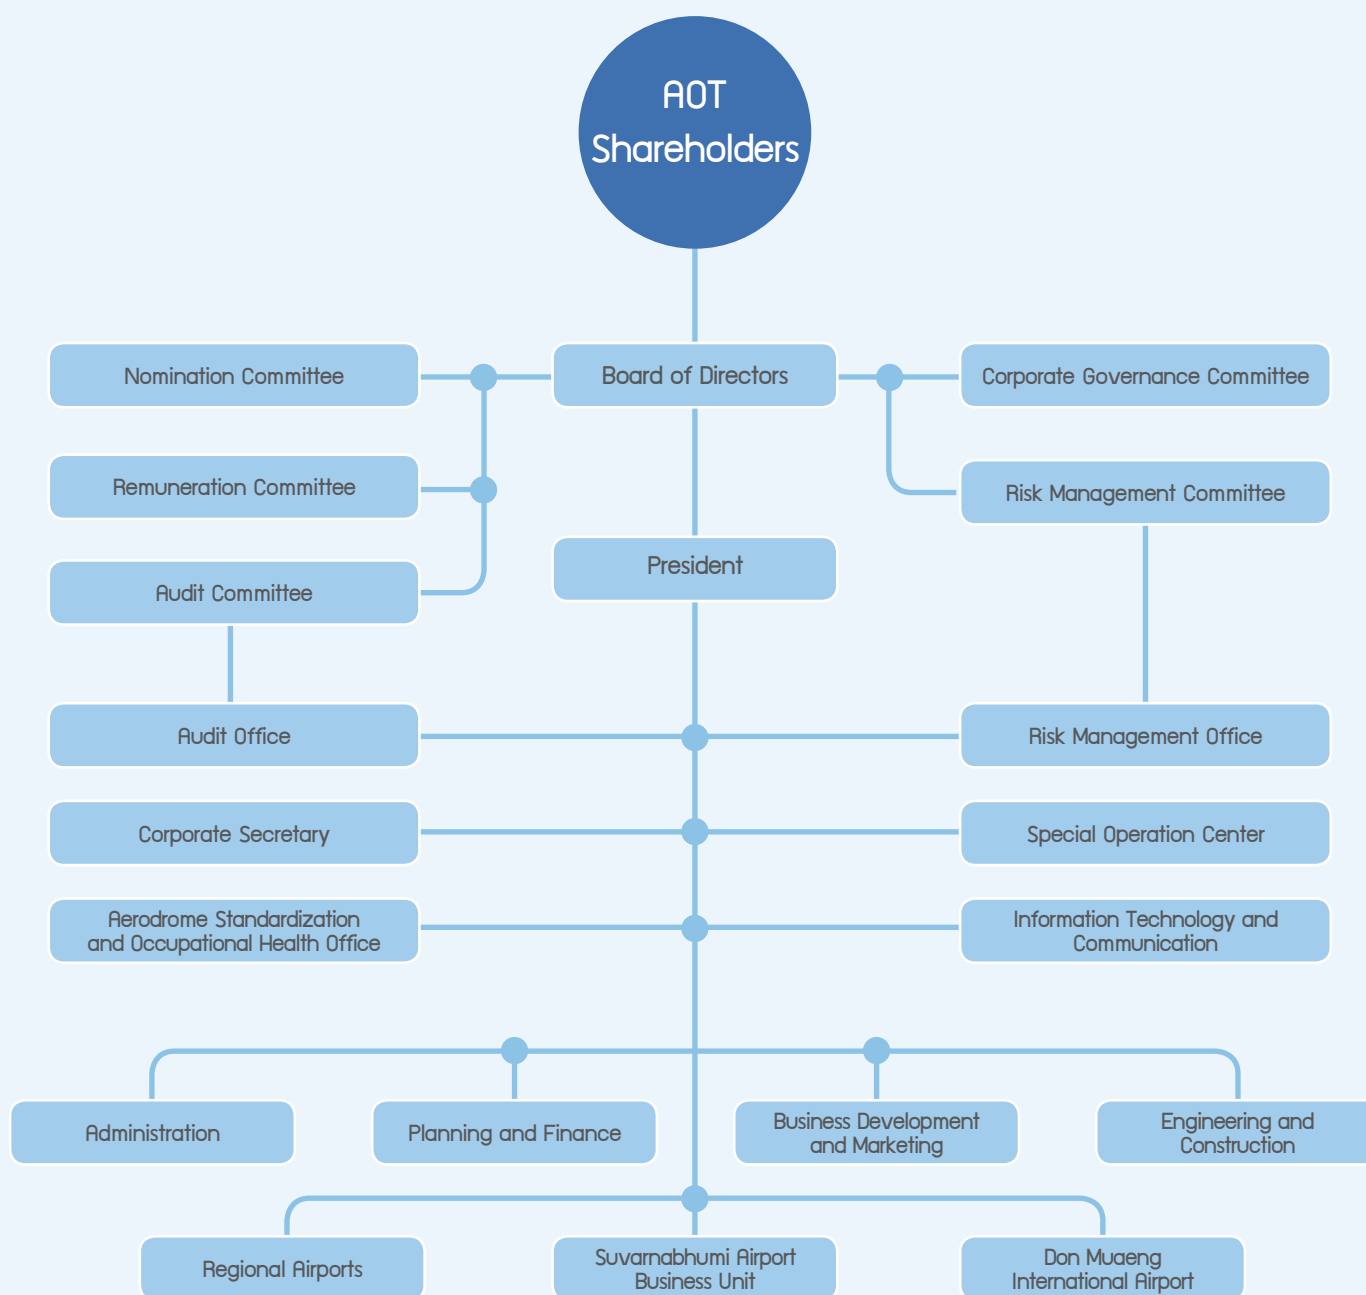 AOT
Shareholders
Nomination Committee
Board of Directors
Corporate Governance Committee
Remuneration Committee
Risk Management Committee
President
Audit Committee
Audit Office
Risk Management Office
Corporate Secretary
Special Operation Center
Aerodrome Standardization
and Occupational Health Office
Information Technology and
Communication
Administration
Planning and Finance
Business Development
and Marketing
Engineering and
Construction
Regional Airports
Suvarnabhumi Airport
Business Unit
Don Muaeng
International Airport